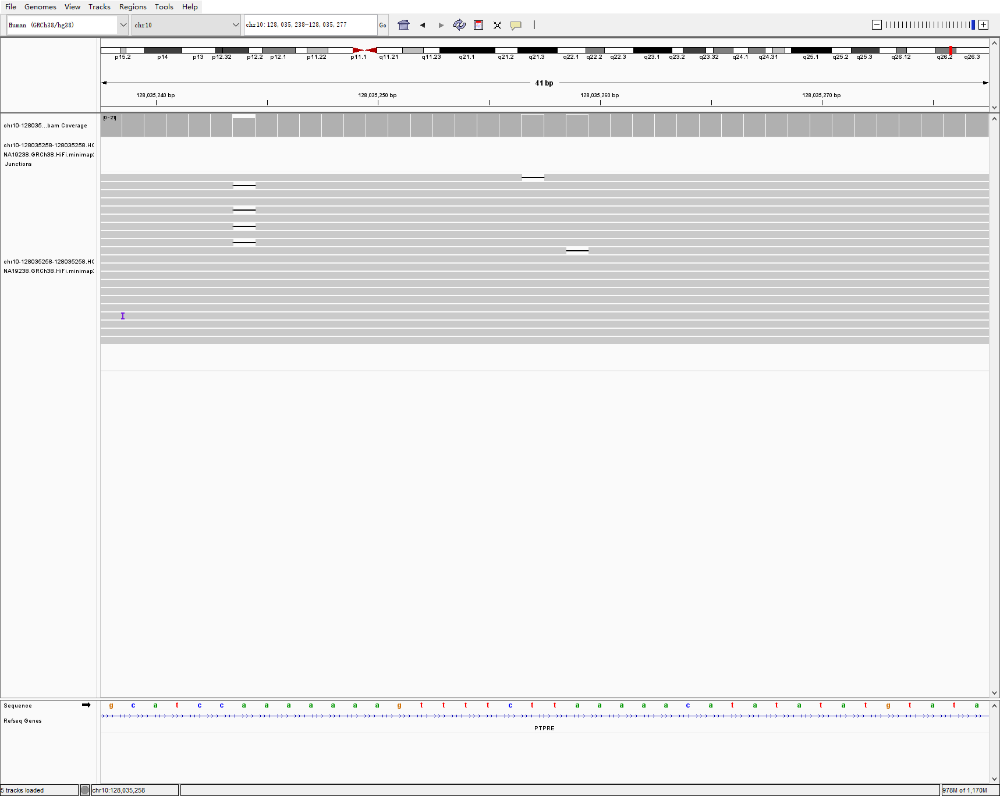 File Genomes View Tracks Regions Tools Help
Human (GRCh38/hg38) chr10 chr10:128,035,238-128,035,277 Go
p15.2 p14 p13 p12.32 p12.2 p12.1 p11.22 p11.1 q11.21 q11.23 q21.1 q21.2 q21.3 q22.1 q22.2 q22.3 q23.1 q23.2 q23.32 q24.1 q24.31 q25.1 q25.2 q25.3 q26.12 q26.2 q26.3
41 bp
128,035,240 bp 128,035,250 bp 128,035,260 bp 128,035,270 bp
[0-21]
chr10-128035...bam Coverage
chr10-128035258-128035258.HG
NA19238.GRCh38.HiFi.minimap2
Junctions
chr10-128035258-128035258.HG
NA19238.GRCh38.HiFi.minimap2
Sequence g c a t c c a a a a a a a g t t t t c t t a a a a a c a t a t a t a t g t a t a
Refseq Genes
PTPRE
5 tracks loaded chr10:128,035,258 978M of 1,170M